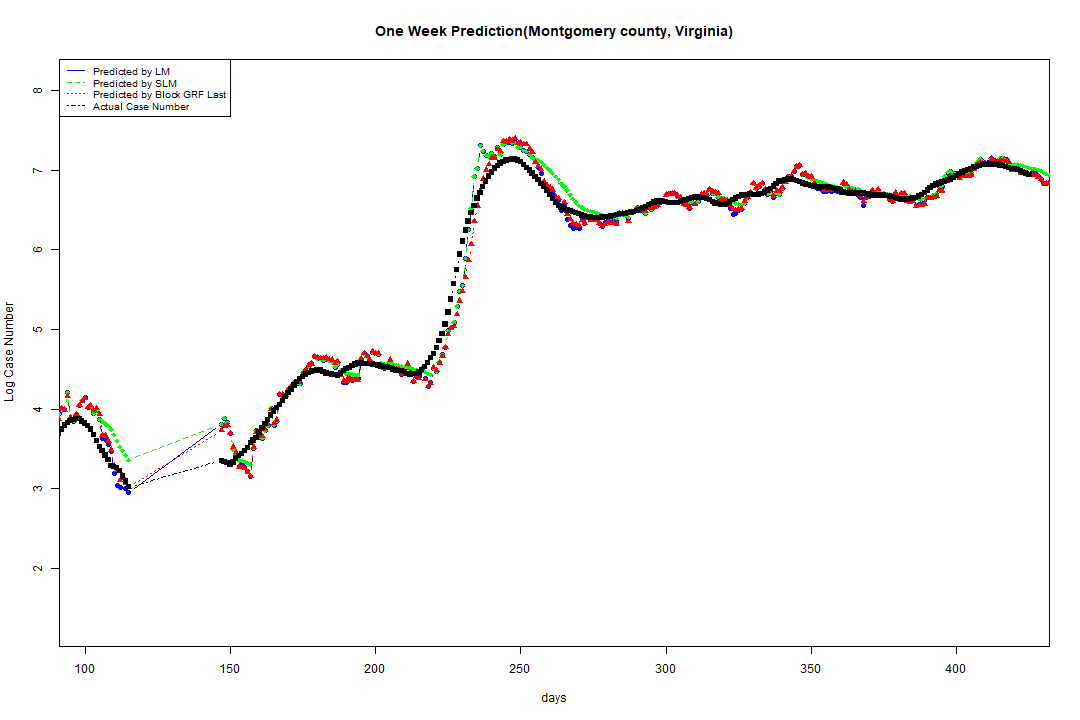 One Week Prediction(Montgomery county, Virginia)
Predicted by LM
Predicted by SLM
Predicted by Block GRF Last
Actual Case Number
8
7
6
5
4
3
2
Log Case Number
100 150 200 250 300 350 400
days